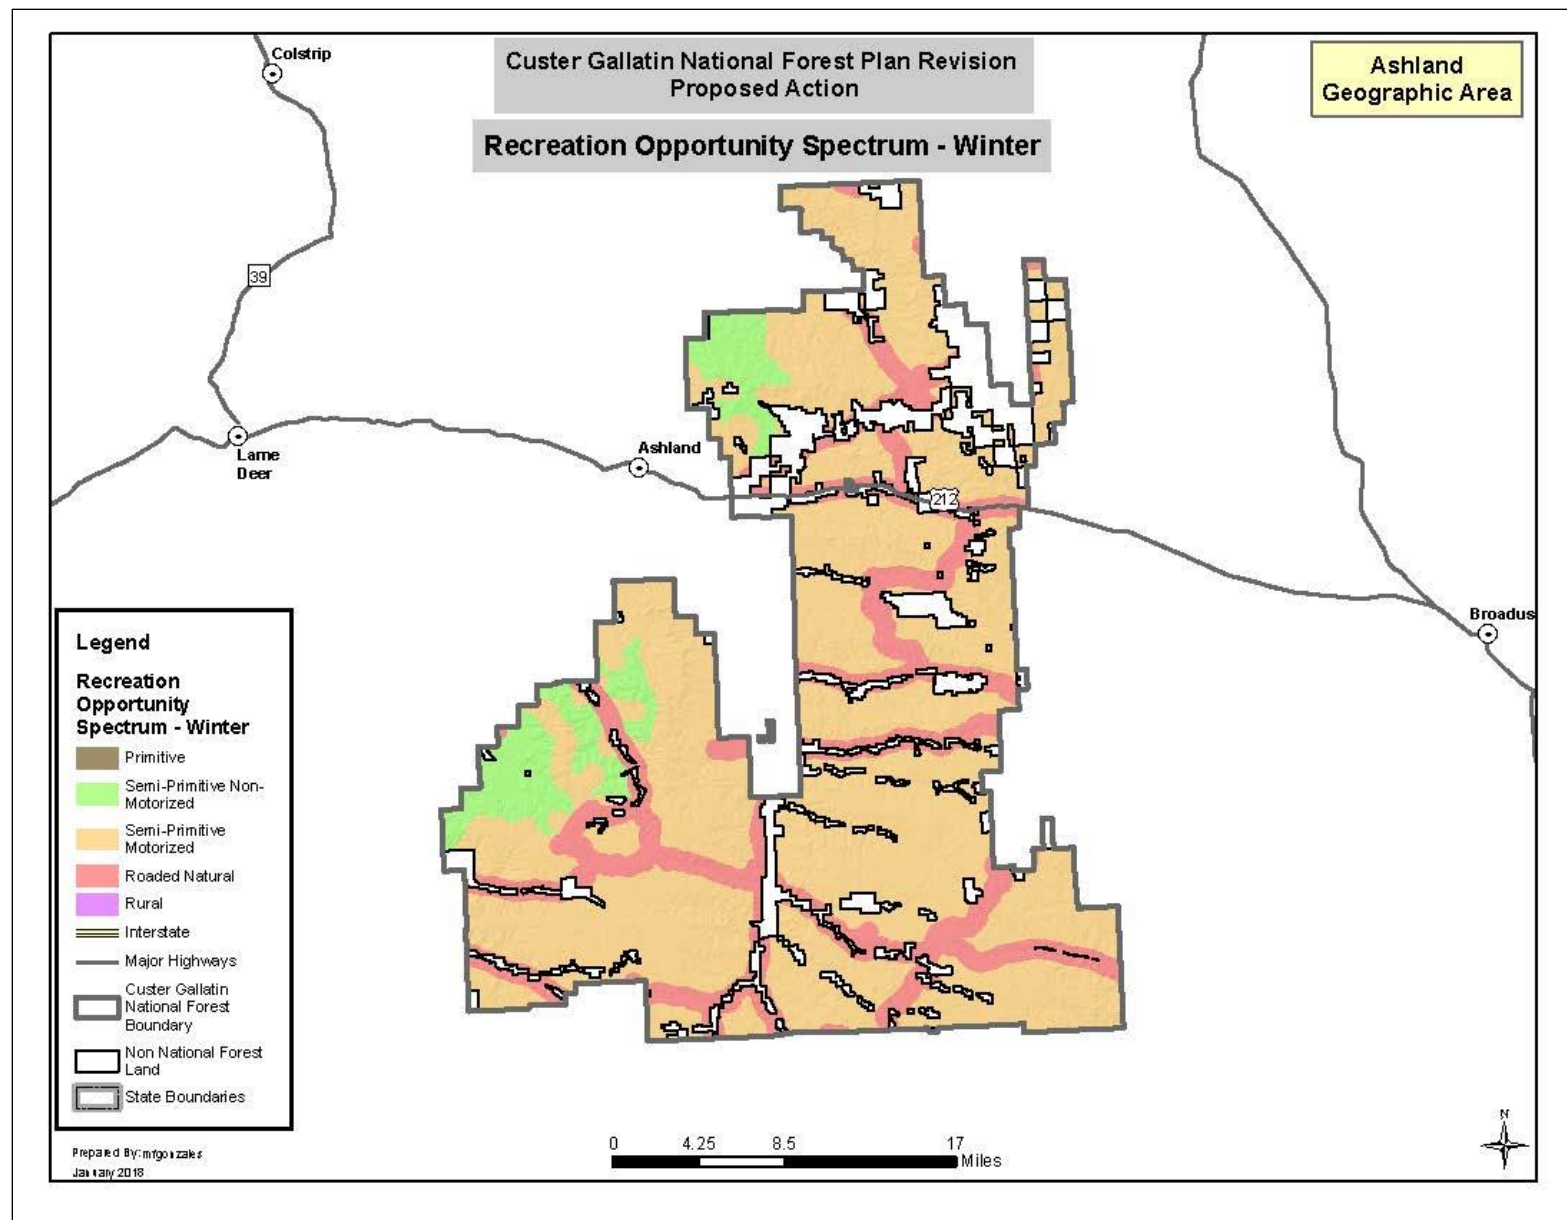 Colstrip
Custer Gallatin National Forest Plan Revision
Proposed Action
Ashland
Geographic Area
Recreation Opportunity Spectrum - Winter
39
Lame
Deer
Ashland
212
Broadus
Legend
Recreation
Opportunity
Spectrum - Winter
Primitive
Semi-Primitive Non-
Motorized
Semi-Primitive
Motorized
Roaded Natural
Rural
Interstate
Major Highways
Custer Gallatin
National Forest
Boundary
Non National Forest
Land
State Boundaries
Prepared By: mrgonzales
January 2018
0 4.25 8.5 17
Miles
N